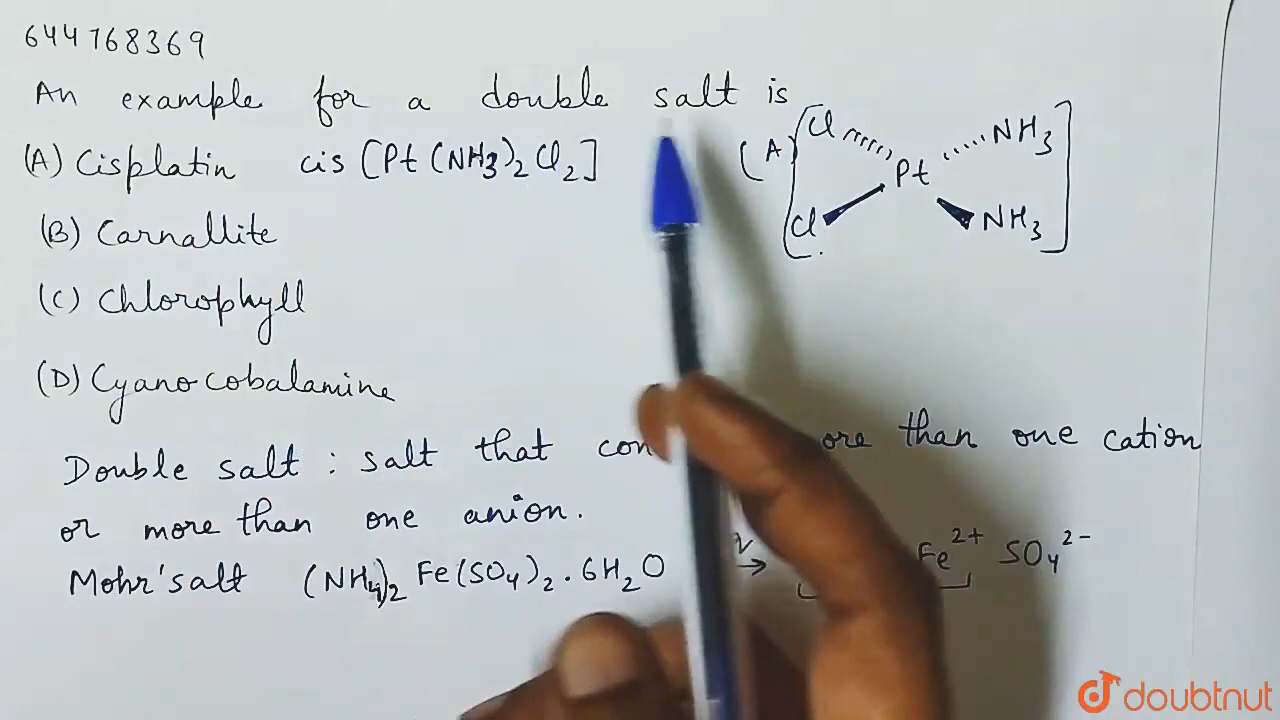 644768369
An example for a double salt is
(A) Cisplatin cis [Pt(NH3)2Cl2]
(B) Carnallite
(C) Chlorophyll
(D) Cyanocobalamine
(A) [Cl Cl Pt NH3 NH3]
Double salt : salt that con ore than one cation
or more than one anion.
Mohr's salt (NH4)2 Fe(SO4)2 . 6H2O → Fe2+ SO4 2-
doubtnut